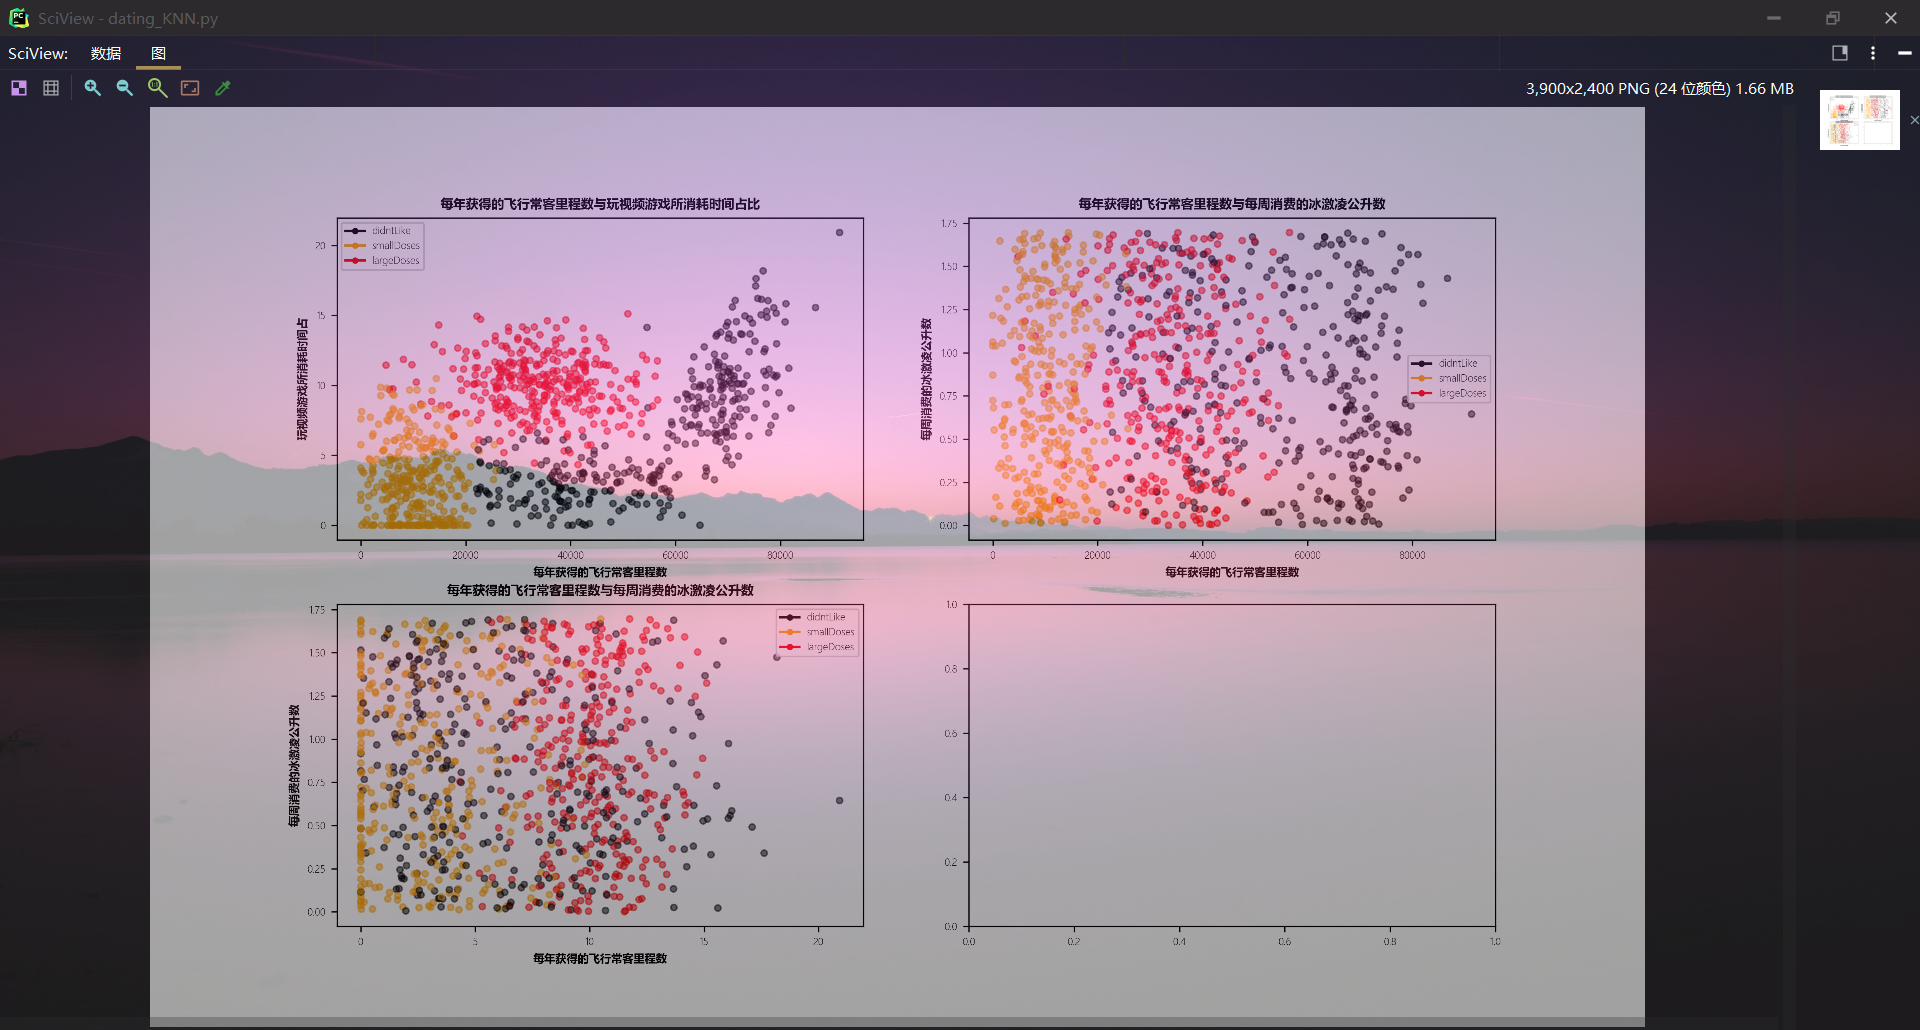 SciView - dating_KNN.py
SciView: 数据 图
3,900x2,400 PNG (24 位颜色) 1.66 MB
每年获得的飞行常客里程数与玩视频游戏所消耗时间占比
didntLike
smallDoses
largeDoses
玩视频游戏所消耗时间占
20
15
10
5
0
0 20000 40000 60000 80000
每年获得的飞行常客里程数
每年获得的飞行常客里程数与每周消费的冰激凌公升数
didntLike
smallDoses
largeDoses
每周消费的冰激凌公升数
1.75
1.50
1.25
1.00
0.75
0.50
0.25
0.00
0 20000 40000 60000 80000
每年获得的飞行常客里程数
每年获得的飞行常客里程数与每周消费的冰激凌公升数
didntLike
smallDoses
largeDoses
每周消费的冰激凌公升数
1.75
1.50
1.25
1.00
0.75
0.50
0.25
0.00
0 5 10 15 20
每年获得的飞行常客里程数
1.0
0.8
0.6
0.4
0.2
0.0
0.0 0.2 0.4 0.6 0.8 1.0